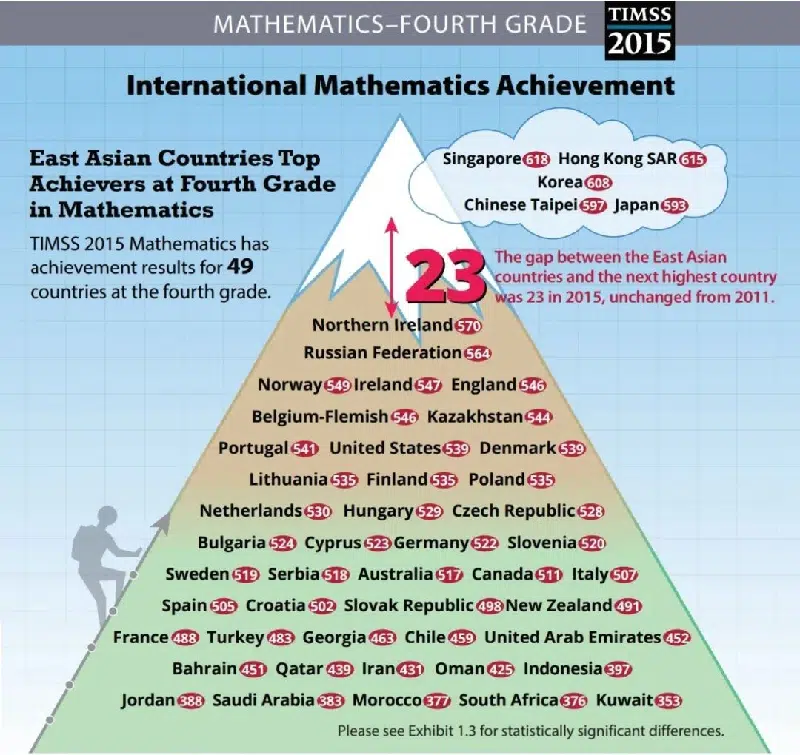 MATHEMATICS–FOURTH GRADE
TIMSS
2015
International Mathematics Achievement
East Asian Countries Top
Achievers at Fourth Grade
in Mathematics
TIMSS 2015 Mathematics has
achievement results for 49
countries at the fourth grade.
Singapore 618 Hong Kong SAR 615
Korea 608
Chinese Taipei 597 Japan 593
23
The gap between the East Asian
countries and the next highest country
was 23 in 2015, unchanged from 2011.
Northern Ireland 570
Russian Federation 564
Norway 549 Ireland 547 England 546
Belgium-Flemish 546 Kazakhstan 544
Portugal 541 United States 539 Denmark 539
Lithuania 535 Finland 535 Poland 535
Netherlands 530 Hungary 529 Czech Republic 528
Bulgaria 524 Cyprus 523 Germany 522 Slovenia 520
Sweden 519 Serbia 518 Australia 517 Canada 511 Italy 507
Spain 505 Croatia 502 Slovak Republic 498 New Zealand 491
France 488 Turkey 483 Georgia 463 Chile 459 United Arab Emirates 452
Bahrain 451 Qatar 439 Iran 431 Oman 425 Indonesia 397
Jordan 388 Saudi Arabia 383 Morocco 377 South Africa 376 Kuwait 353
Please see Exhibit 1.3 for statistically significant differences.